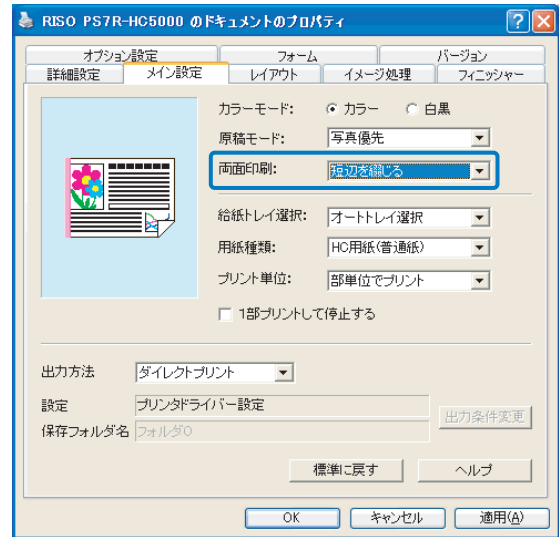 RISO PS7R-HC5000 のドキュメントのプロパティ
オプション設定 フォーム バージョン
詳細設定 メイン設定 レイアウト イメージ処理 フィニッシャー
カラーモード: カラー 白黒
原稿モード: 写真優先
両面印刷: 短辺を綴じる
給紙トレイ選択: オートトレイ選択
用紙種類: HC用紙(普通紙)
プリント単位: 部単位でプリント
1部プリントして停止する
出力方法 ダイレクトプリント
設定 プリンタドライバー設定
保存フォルダ名 フォルダ0
出力条件変更
標準に戻す ヘルプ
OK キャンセル 適用(A)